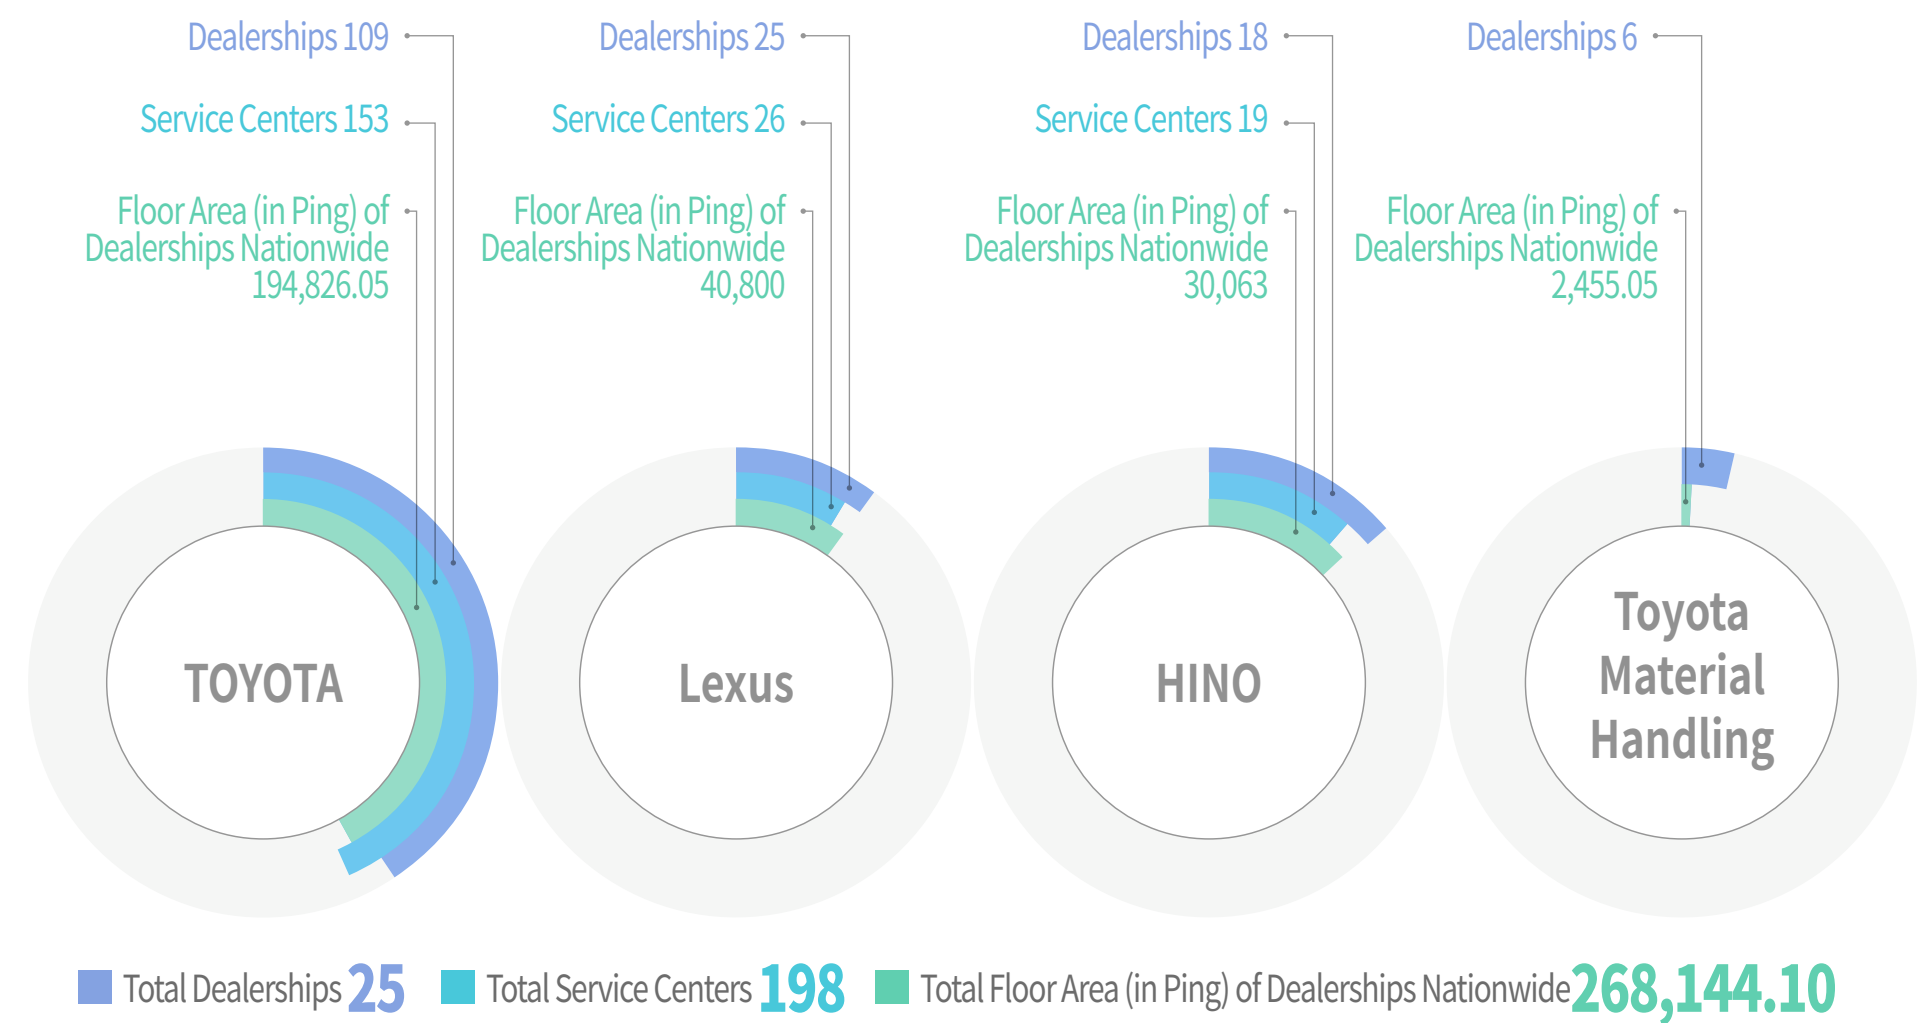 Dealerships 109
Service Centers 153
Floor Area (in Ping) of
Dealerships Nationwide
194,826.05
TOYOTA
Dealerships 25
Service Centers 26
Floor Area (in Ping) of
Dealerships Nationwide
40,800
Lexus
Dealerships 18
Service Centers 19
Floor Area (in Ping) of
Dealerships Nationwide
30,063
HINO
Dealerships 6
Floor Area (in Ping) of
Dealerships Nationwide
2,455.05
Toyota
Material
Handling
Total Dealerships 25
Total Service Centers 198
Total Floor Area (in Ping) of Dealerships Nationwide 268,144.10